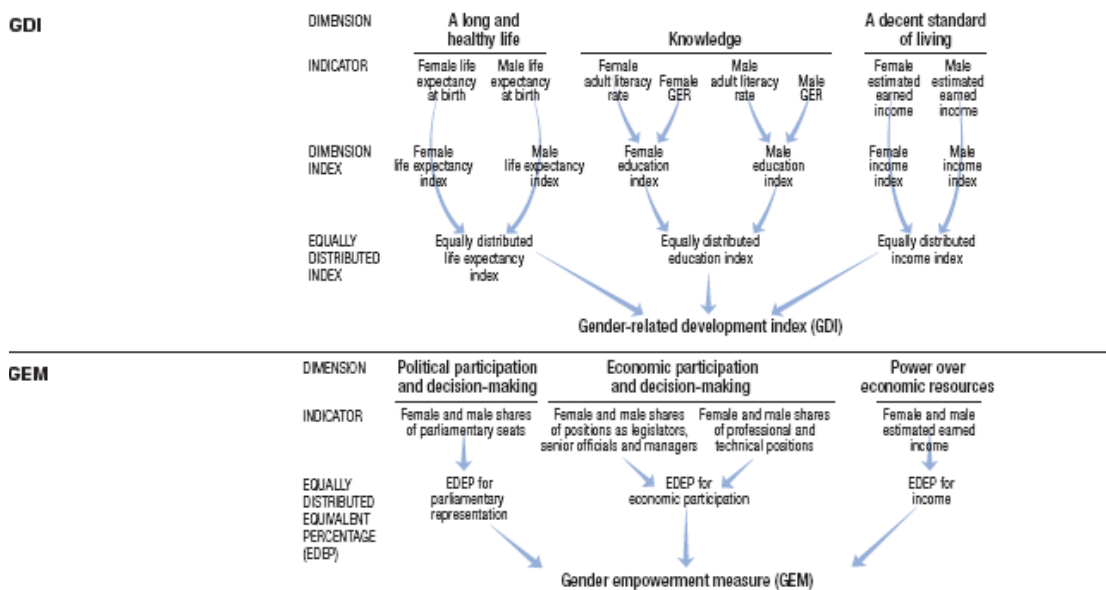 GDI
DIMENSION
A long and
healthy life
Knowledge
A decent standard
of living
INDICATOR
Female life
expectancy
at birth
Male life
expectancy
at birth
Female
adult literacy
rate
Female
GER
Male
adult literacy
rate
Male
GER
Female
estimated
earned
income
Male
estimated
earned
income
DIMENSION
INDEX
Female
life expectancy
index
Male
life expectancy
index
Female
education
index
Male
education
index
Female
income
index
Male
income
index
EQUALLY
DISTRIBUTED
INDEX
Equally distributed
life expectancy
index
Equally distributed
education index
Equally distributed
income index
Gender-related development index (GDI)
GEM
DIMENSION
Political participation
and decision-making
Economic participation
and decision-making
Power over
economic resources
INDICATOR
Female and male shares
of parliamentary seats
Female and male shares
of positions as legislators,
senior officials and managers
Female and male shares
of professional and
technical positions
Female and male
estimated earned
income
EQUALLY
DISTRIBUTED
EQUIVALENT
PERCENTAGE
(EDEP)
EDEP for
parliamentary
representation
EDEP for
economic participation
EDEP for
income
Gender empowerment measure (GEM)